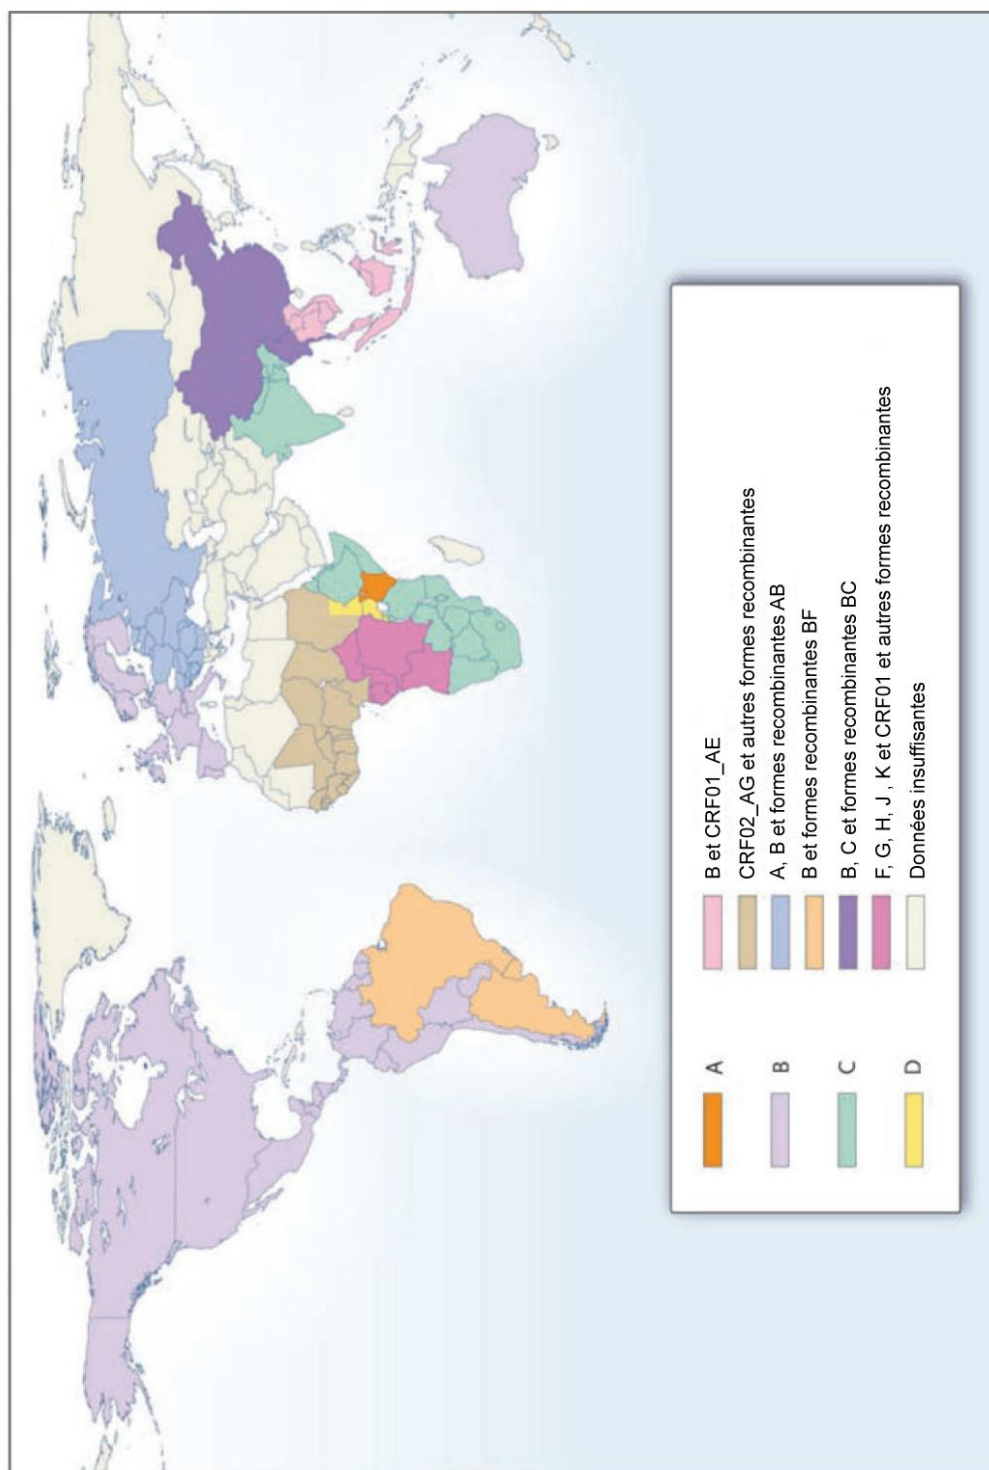 A
B
C
D
B et CRF01_AE
CRF02_AG et autres formes recombinantes
A, B et formes recombinantes AB
B et formes recombinantes BF
B, C et formes recombinantes BC
F, G, H, J, K et CRF01 et autres formes recombinantes
Données insuffisantes